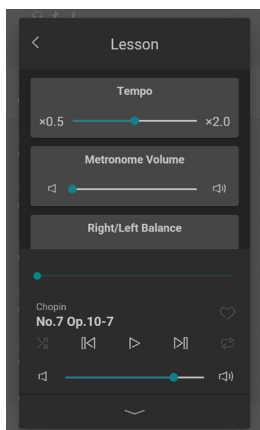 Lesson
Tempo
×0.5 ×2.0
Metronome Volume
Right/Left Balance
Chopin
No.7 Op.10-7